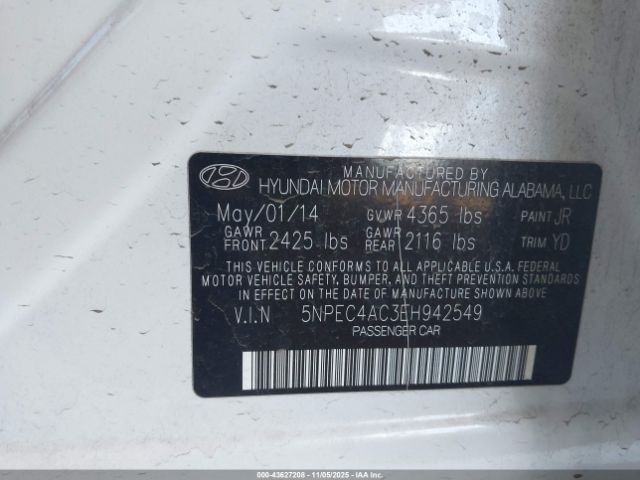 MANUFACTURED BY
HYUNDAI MOTOR MANUFACTURING ALABAMA, LLC
May/01/14 GVWR 4365 lbs PAINT JR
GAWR FRONT 2425 lbs GAWR REAR 2116 lbs TRIM YD
THIS VEHICLE CONFORMS TO ALL APPLICABLE U.S.A. FEDERAL
MOTOR VEHICLE SAFETY, BUMPER, AND THEFT PREVENTION
STANDARDS IN EFFECT ON THE DATE OF MANUFACTURE SHOWN ABOVE
V.I.N 5NPEC4AC3EH942549
PASSENGER CAR
000-43627208 - 11/05/2025 - IAAI.COM